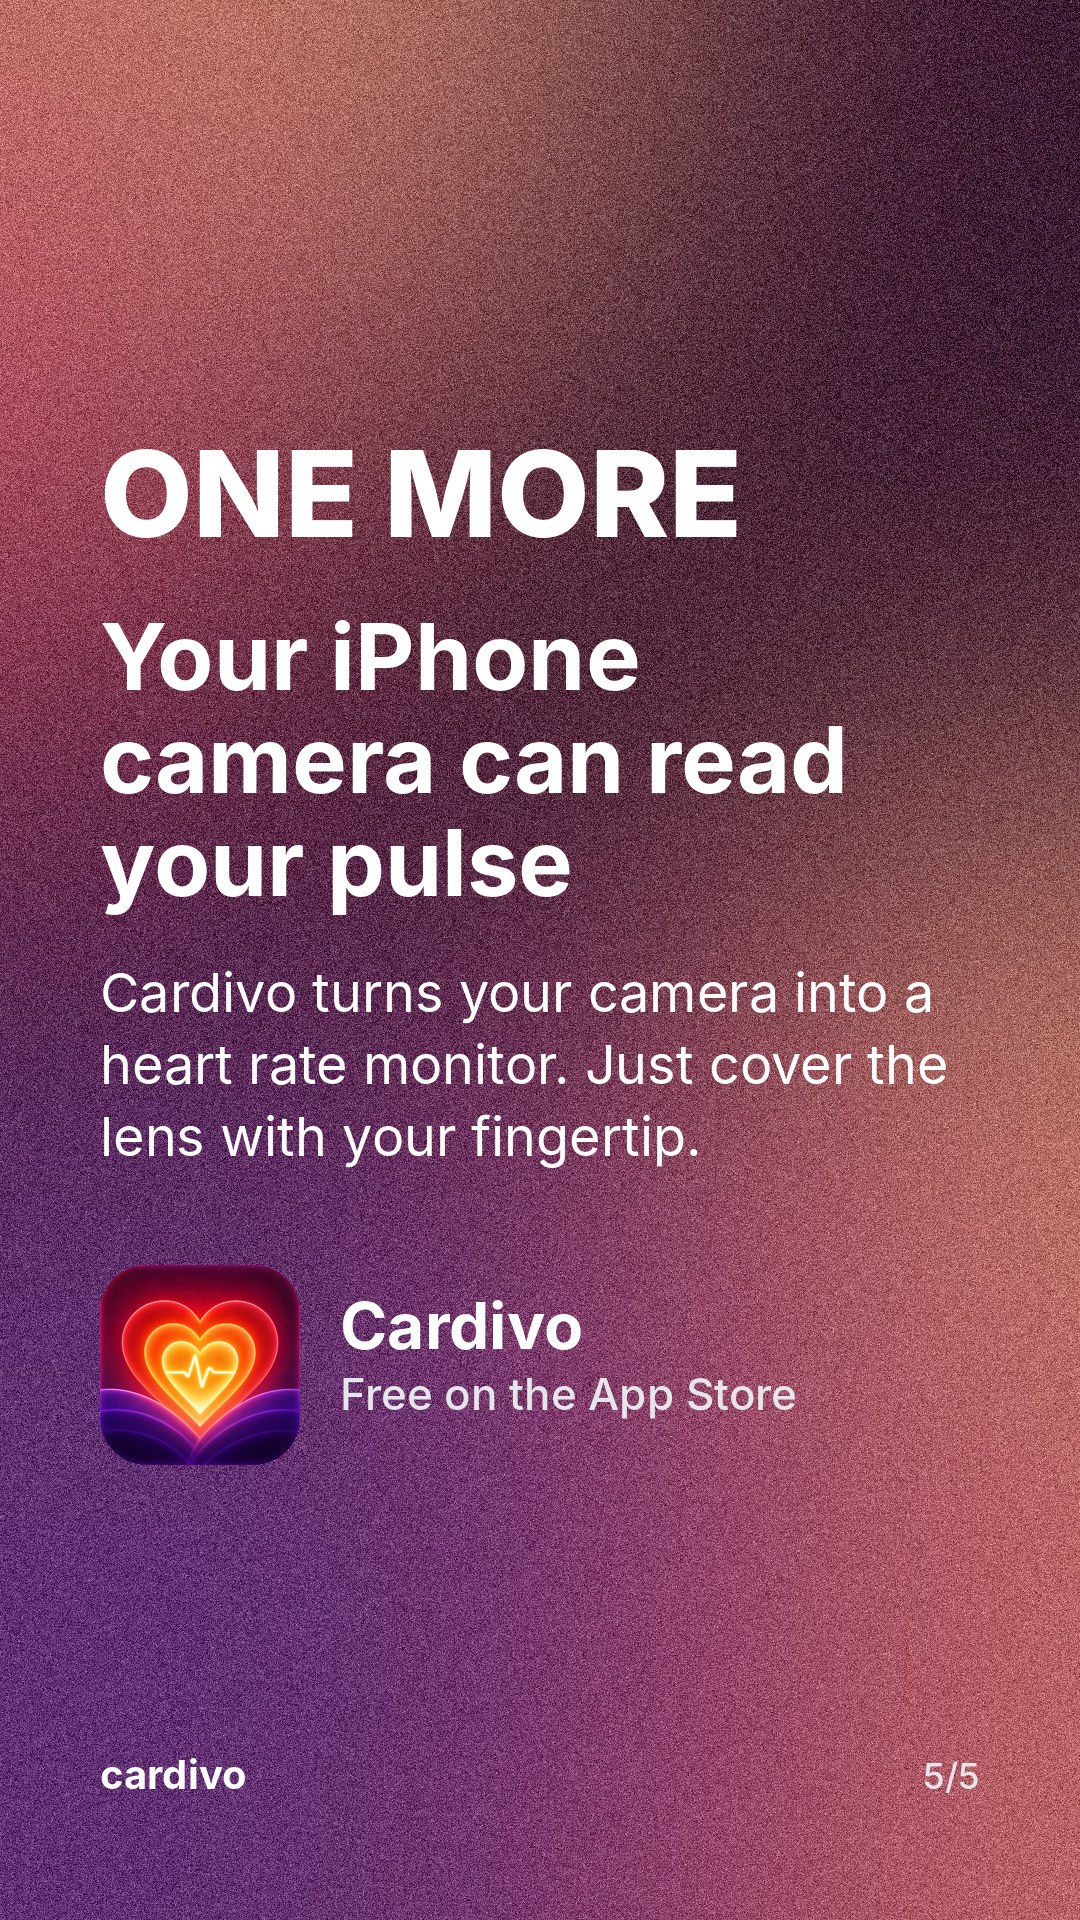 ONE MORE
Your iPhone
camera can read
your pulse
Cardivo turns your camera into a
heart rate monitor. Just cover the
lens with your fingertip.
Cardivo
Free on the App Store
cardivo
5/5